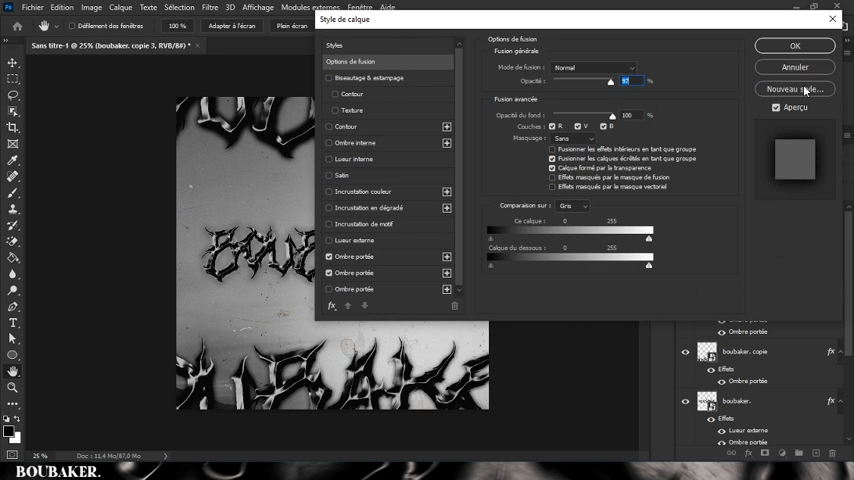 Fichier Edition Image Calque Texte Sélection Filtre 3D Affichage Modules externes F
Défilement des fenêtres 100 % Adapter à l'écran Plein écran
Sans titre-1 @ 25% (boubaker. copie 3, RVB/8#) *
Style de calque
Styles
Options de fusion
Biseautage & estampage
Contour
Texture
Contour
Ombre interne
Lueur interne
Satin
Incrustation couleur
Incrustation en dégradé
Incrustation de motif
Lueur externe
Ombre portée
Ombre portée
Ombre portée
fx
Options de fusion
Fusion générale
Mode de fusion : Normal
Opacité : 97 %
Fusion avancée
Opacité du fond : 100 %
Couches : R V B
Masquage : Sans
Fusionner les effets intérieurs en tant que groupe
Fusionner les calques écrêtés en tant que groupe
Calque formé par la transparence
Effets masqués par le masque de fusion
Effets masqués par le masque vectoriel
Comparaison sur : Gris
Ce calque : 0 255
Calque du dessous : 0 255
OK
Annuler
Nouveau style...
Aperçu
Ombre portée
boubaker. copie fx
Effets
Ombre portée
boubaker. fx
Effets
Lueur externe
Ombre portée
25 % Doc : 11,4 Mo/87,0 Mo
BOUBAKER.